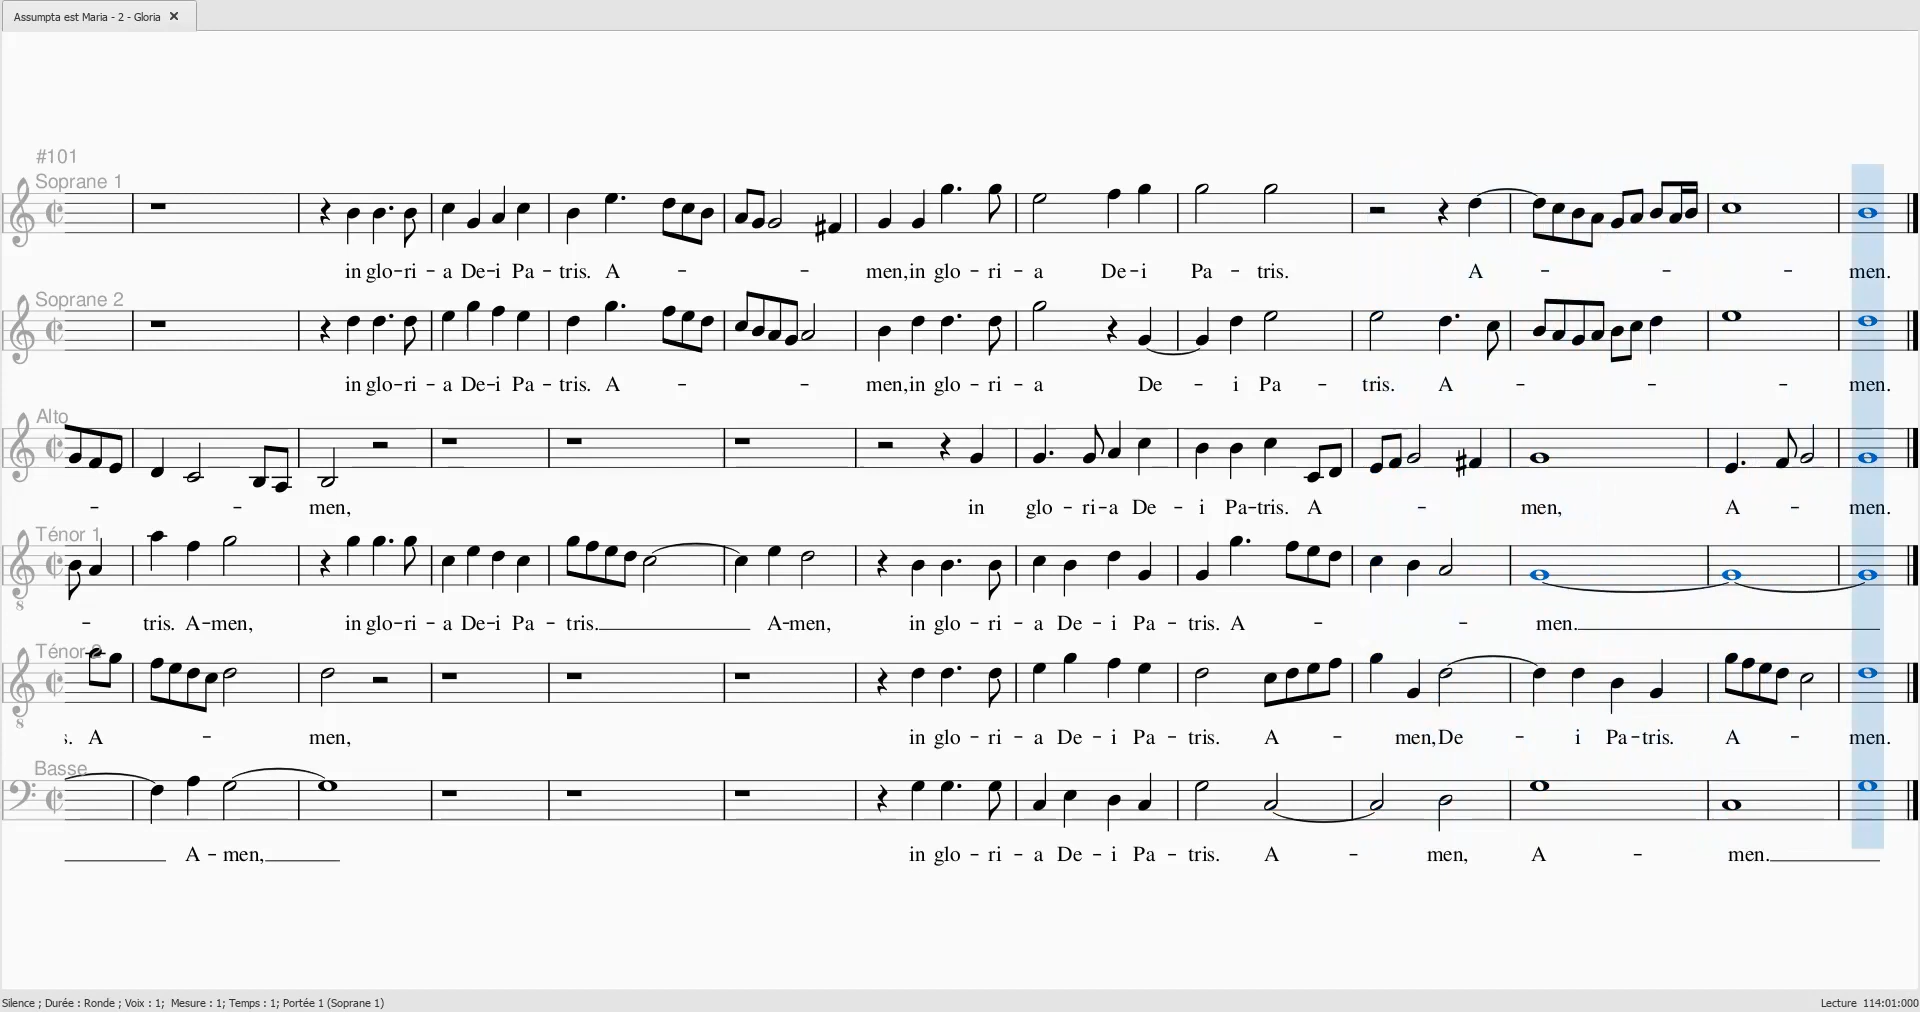 Assumpta est Maria - 2 - Gloria
#101
Soprane 1
in glo-ri - a De-i Pa - tris. A - - men, in glo - ri - a De-i Pa - tris. A - - - men.
Soprane 2
in glo-ri - a De-i Pa - tris. A - - men, in glo - ri - a De - i Pa - tris. A - - - men.
Alto
- - men, in glo - ri-a De - i Pa-tris. A - men, A - men.
Ténor 1
- tris. A-men, in glo-ri - a De-i Pa - tris. A-men, in glo - ri - a De - i Pa - tris. A - - men.
Ténor 2
s. A - men, in glo - ri - a De - i Pa - tris. A - men, De - i Pa-tris. A - men.
Basse
A - men, in glo - ri - a De - i Pa - tris. A - men, A - men.
Silence ; Durée : Ronde ; Voix : 1; Mesure : 1; Temps : 1; Portée 1 (Soprane 1)
Lecture 114:01:000